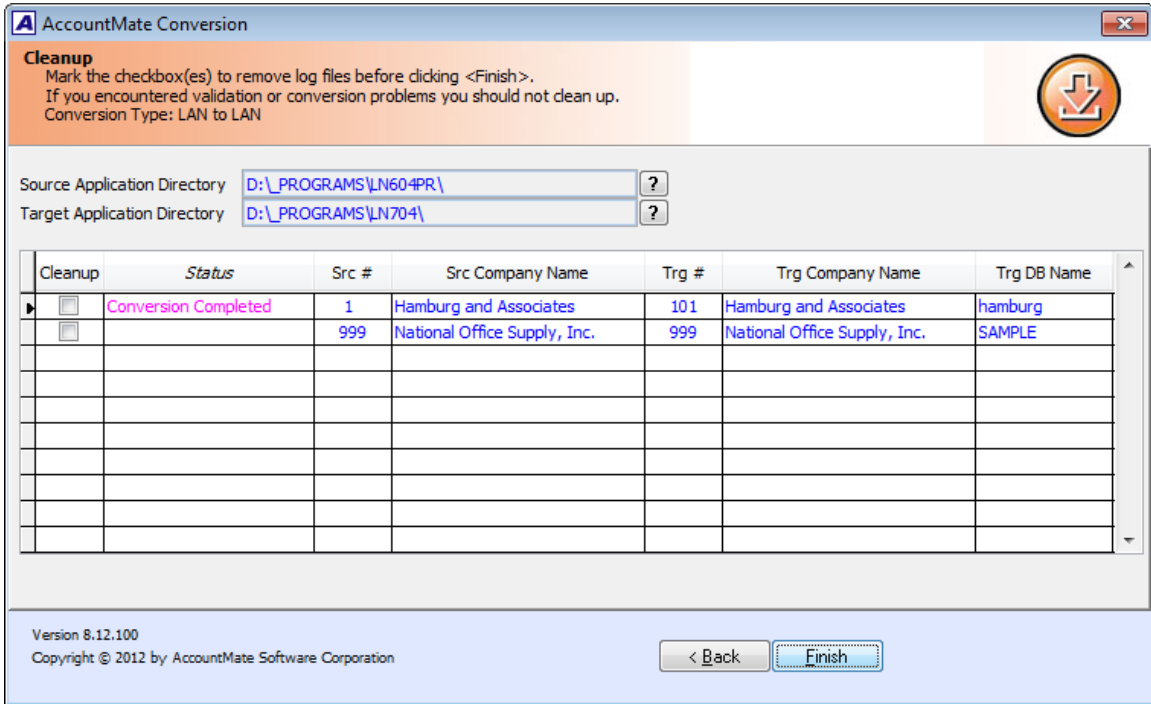 A AccountMate Conversion
Cleanup
Mark the checkbox(es) to remove log files before clicking <Finish>.
If you encountered validation or conversion problems you should not clean up.
Conversion Type: LAN to LAN
Source Application Directory D:\_PROGRAMS\LN604PR\ ?
Target Application Directory D:\_PROGRAMS\LN704\ ?
Cleanup Status Src # Src Company Name Trg # Trg Company Name Trg DB Name
Conversion Completed 1 Hamburg and Associates 101 Hamburg and Associates hamburg
999 National Office Supply, Inc. 999 National Office Supply, Inc. SAMPLE
Version 8.12.100
Copyright © 2012 by AccountMate Software Corporation
< Back Finish